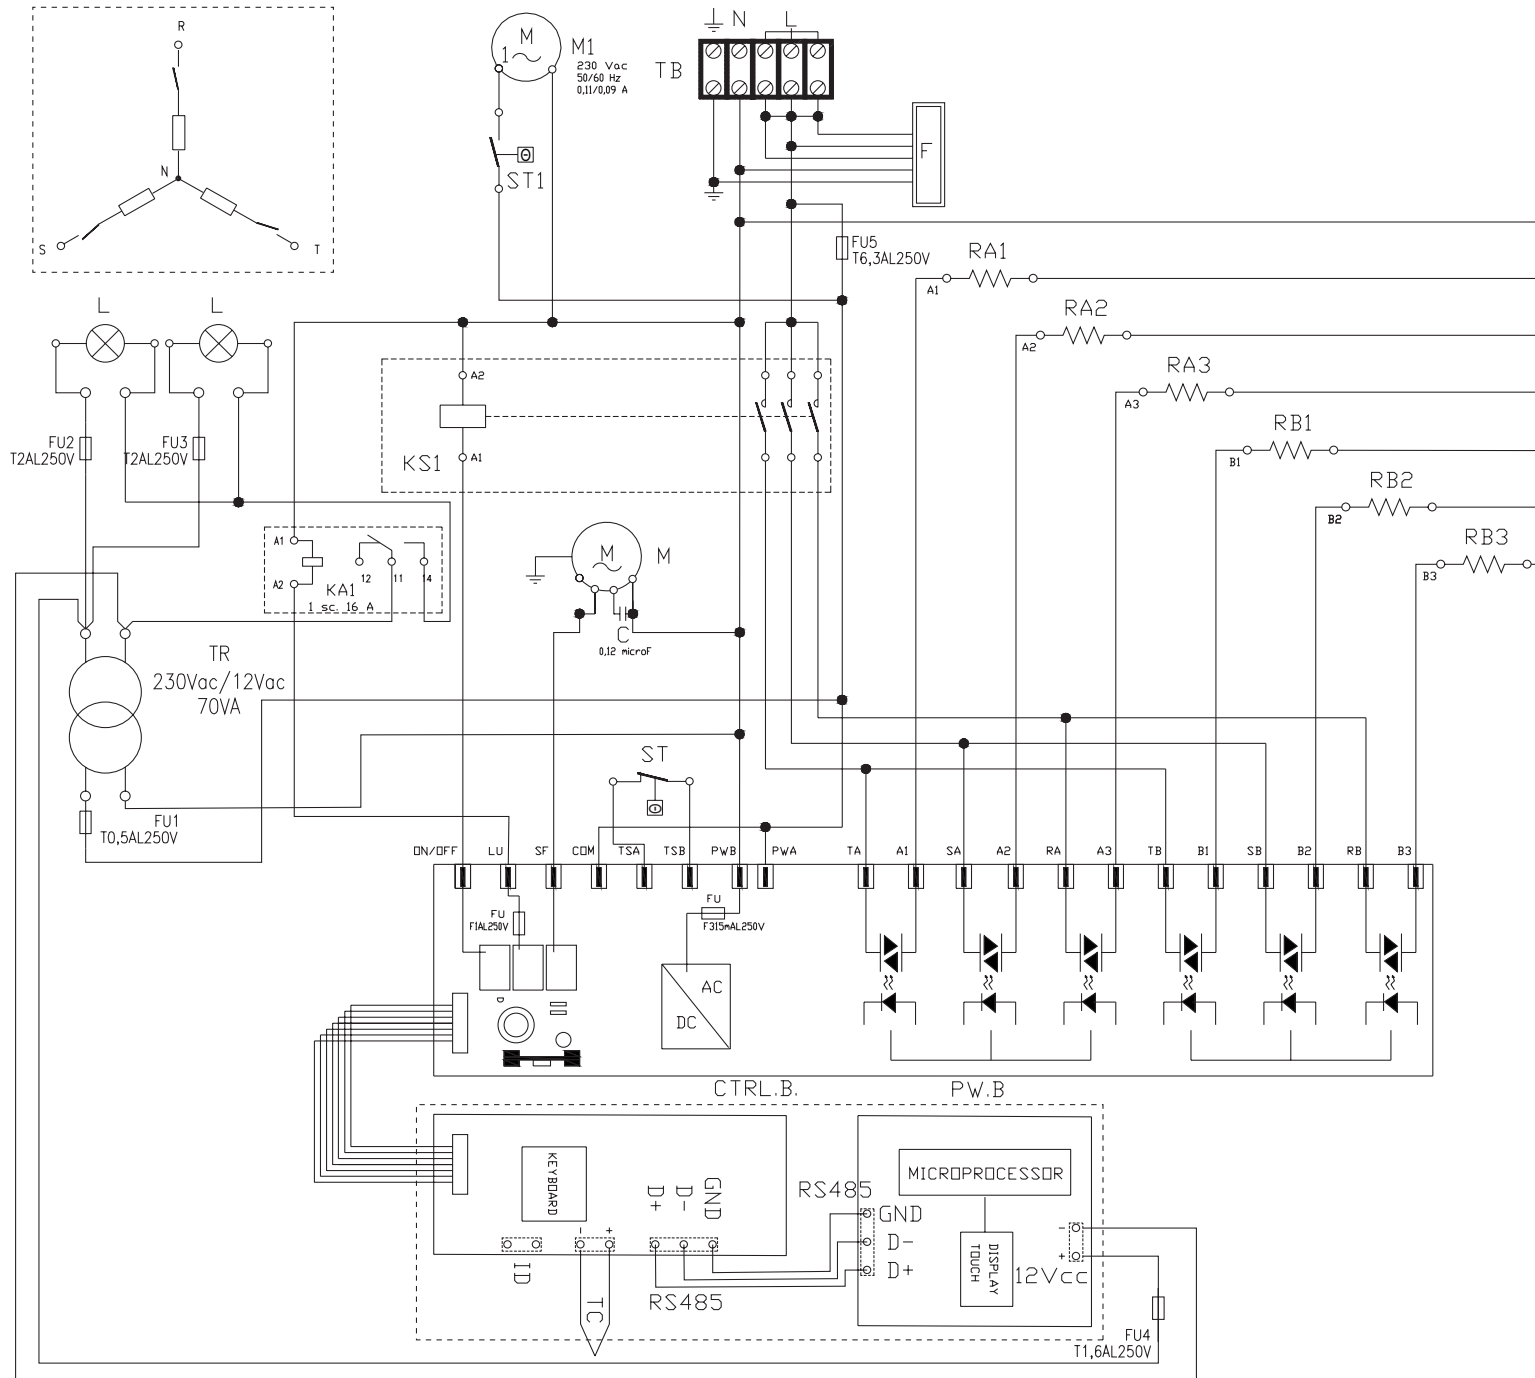 R
N
S
T
M
1
M1
230 Vac
50/60 Hz
0,11/0,09 A
ST1
N
L
TB
F
FU5
T6,3AL250V
A1
RA1
A2
RA2
A3
RA3
B1
RB1
B2
RB2
B3
RB3
L
L
FU2
T2AL250V
FU3
T2AL250V
A2
KS1
A1
A1
A2
KA1
1 sc. 16 A
12
11
14
M
M
C
0,12 microF
TR
230Vac/12Vac
70VA
FU1
T0,5AL250V
ST
ON/OFF
LU
SF
COM
TSA
TSB
PWB
PWA
TA
A1
SA
A2
RA
A3
TB
B1
SB
B2
RB
B3
FU
F1AL250V
FU
F315mAL250V
AC
DC
CTRL.B.
PW.B
KEYBOARD
D+
D-
GND
-
+
ID
TC
RS485
RS485
GND
D-
D+
MICROPROCESSOR
DISPLAY
TOUCH
-
+
12Vcc
FU4
T1,6AL250V